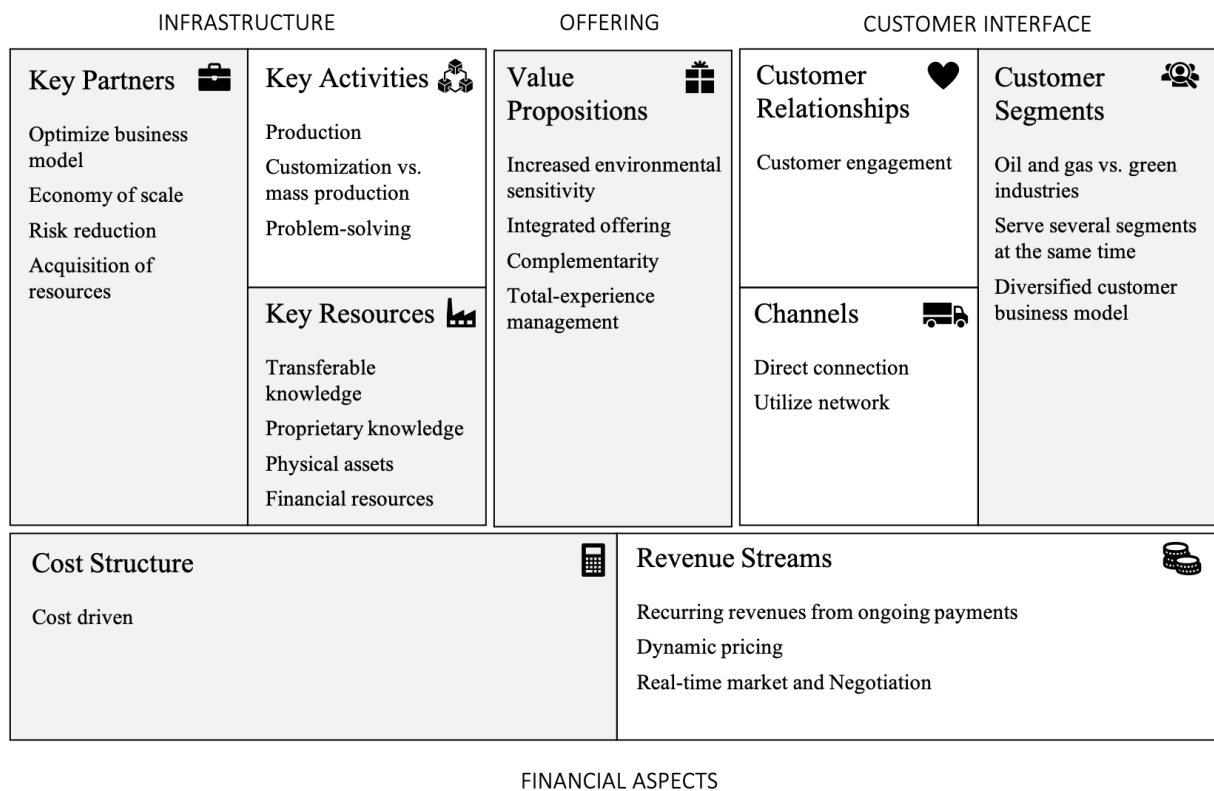 INFRASTRUCTURE
OFFERING
CUSTOMER INTERFACE
Key Partners
Optimize business
model
Economy of scale
Risk reduction
Acquisition of
resources
Key Activities
Production
Customization vs.
mass production
Problem-solving
Key Resources
Transferable
knowledge
Proprietary knowledge
Physical assets
Financial resources
Value
Propositions
Increased environmental
sensitivity
Integrated offering
Complementarity
Total-experience
management
Customer
Relationships
Customer engagement
Channels
Direct connection
Utilize network
Customer
Segments
Oil and gas vs. green
industries
Serve several segments
at the same time
Diversified customer
business model
Cost Structure
Cost driven
Revenue Streams
Recurring revenues from ongoing payments
Dynamic pricing
Real-time market and Negotiation
FINANCIAL ASPECTS